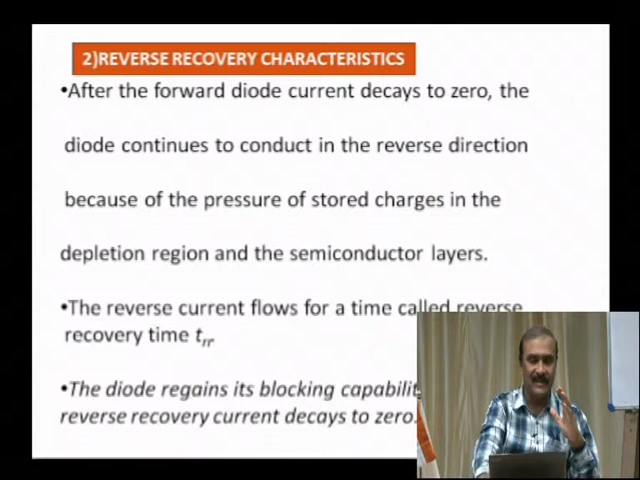 2)REVERSE RECOVERY CHARACTERISTICS
•After the forward diode current decays to zero, the
diode continues to conduct in the reverse direction
because of the pressure of stored charges in the
depletion region and the semiconductor layers.
•The reverse current flows for a time called reverse
recovery time trr.
•The diode regains its blocking
reverse recovery current decays to zero.